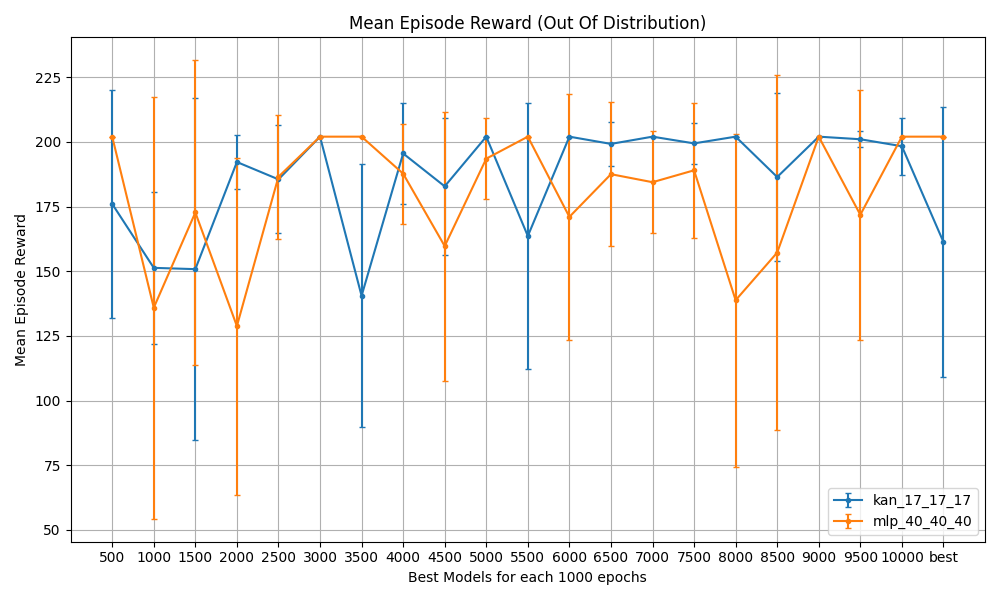 Mean Episode Reward (Out Of Distribution)
Mean Episode Reward
225
200
175
150
125
100
75
50
500 1000 1500 2000 2500 3000 3500 4000 4500 5000 5500 6000 6500 7000 7500 8000 8500 9000 9500 10000 best
Best Models for each 1000 epochs
kan_17_17_17
mlp_40_40_40